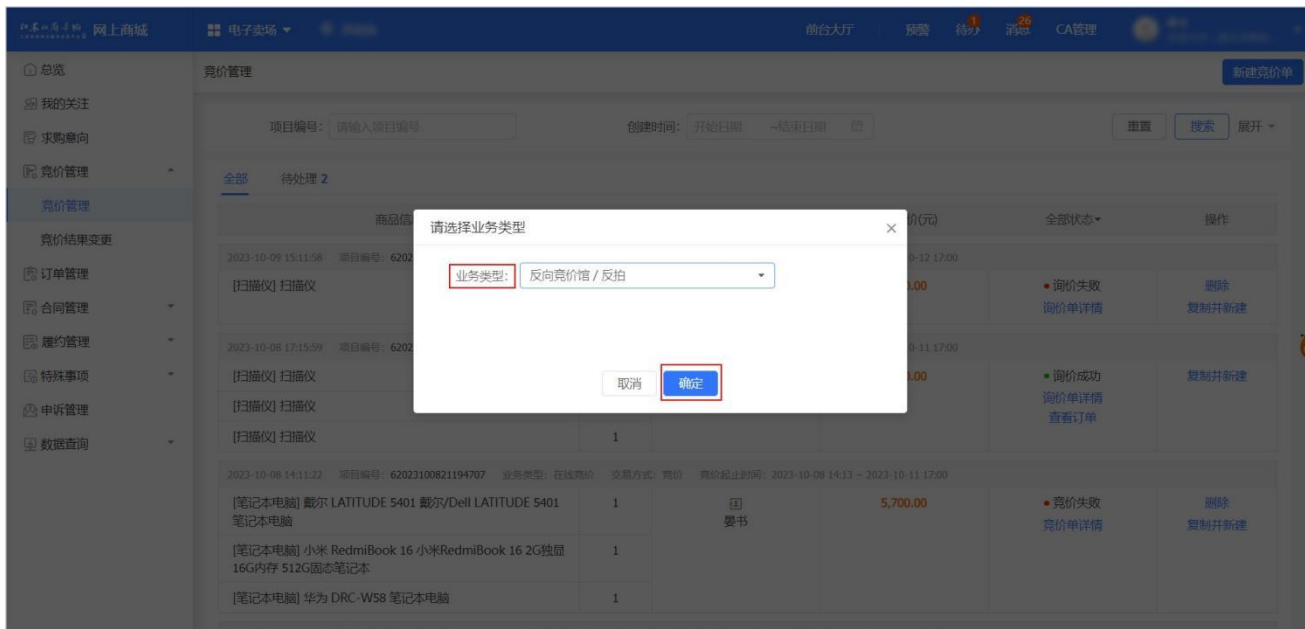 网上商城
电子卖场
前台大厅
预警
待办
1
消息
26
CA管理
总览
我的关注
求购意向
竞价管理
竞价管理
竞价结果变更
订单管理
合同管理
履约管理
特殊事项
申诉管理
数据查询
竞价管理
新建竞价单
项目编号: 请输入项目编号
创建时间: 开始日期 ~结束日期
重置
搜索
展开
全部
待处理 2
商品信
价(元)
全部状态
操作
2023-10-09 15:11:58 项目编号: 6202
0-12 17:00
[扫描仪] 扫描仪
0.00
询价失败
询价单详情
删除
复制并新建
2023-10-08 17:15:59 项目编号: 6202
0-11 17:00
[扫描仪] 扫描仪
0.00
询价成功
询价单详情
查看订单
复制并新建
[扫描仪] 扫描仪
[扫描仪] 扫描仪
1
请选择业务类型
业务类型: 反向竞价馆 / 反拍
取消
确定
2023-10-08 14:11:22 项目编号: 62023100821194707 业务类型: 在线竞价 交易方式: 竞价 竞价起止时间: 2023-10-08 14:13 ~ 2023-10-11 17:00
[笔记本电脑] 戴尔 LATITUDE 5401 戴尔/Dell LATITUDE 5401
笔记本电脑
1
晏书
5,700.00
竞价失败
竞价单详情
删除
复制并新建
[笔记本电脑] 小米 RedmiBook 16 小米RedmiBook 16 2G独显
16G内存 512G固态笔记本
1
[笔记本电脑] 华为 DRC-W58 笔记本电脑
1